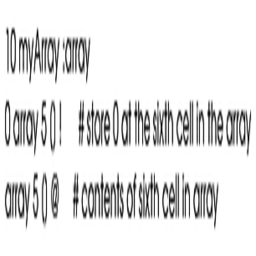 10 myArray :array
0 array 5 () ! # store 0 at the sixth cell in the array
array 5 () @ # contents of sixth cell in array